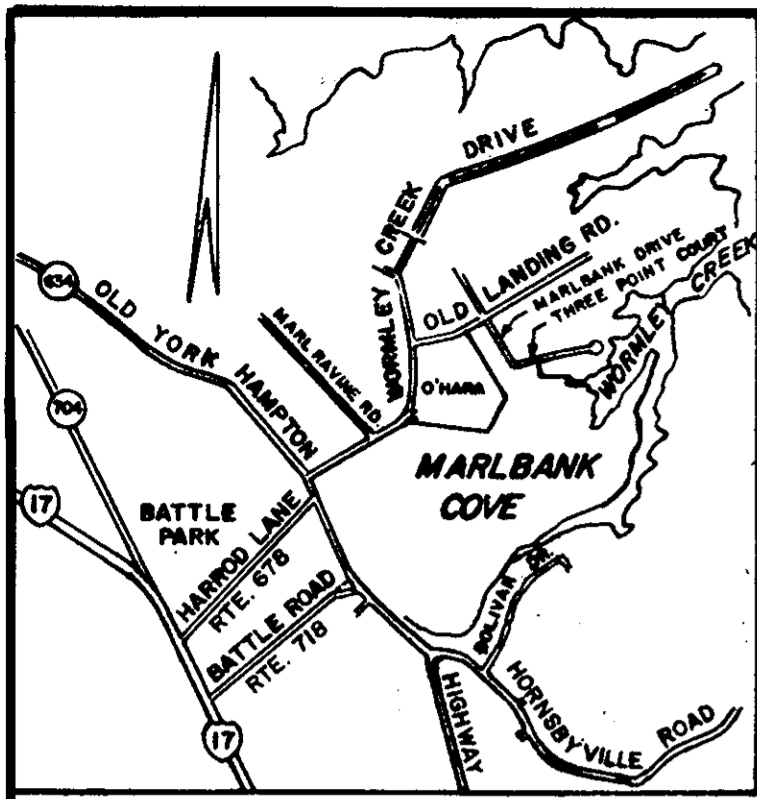 DRIVE
WORMLEY CREEK
OLD LANDING RD.
MARLBANK DRIVE
THREE POINT COURT
WORMLEY CREEK
634
OLD YORK HAMPTON HIGHWAY
MARL RAVINE RD.
O'HARA
704
MARLBANK
COVE
17
BATTLE
PARK
HARROD LANE
RTE. 678
BATTLE ROAD
RTE. 718
BOLIVAR DR.
HORNSBYVILLE ROAD
17